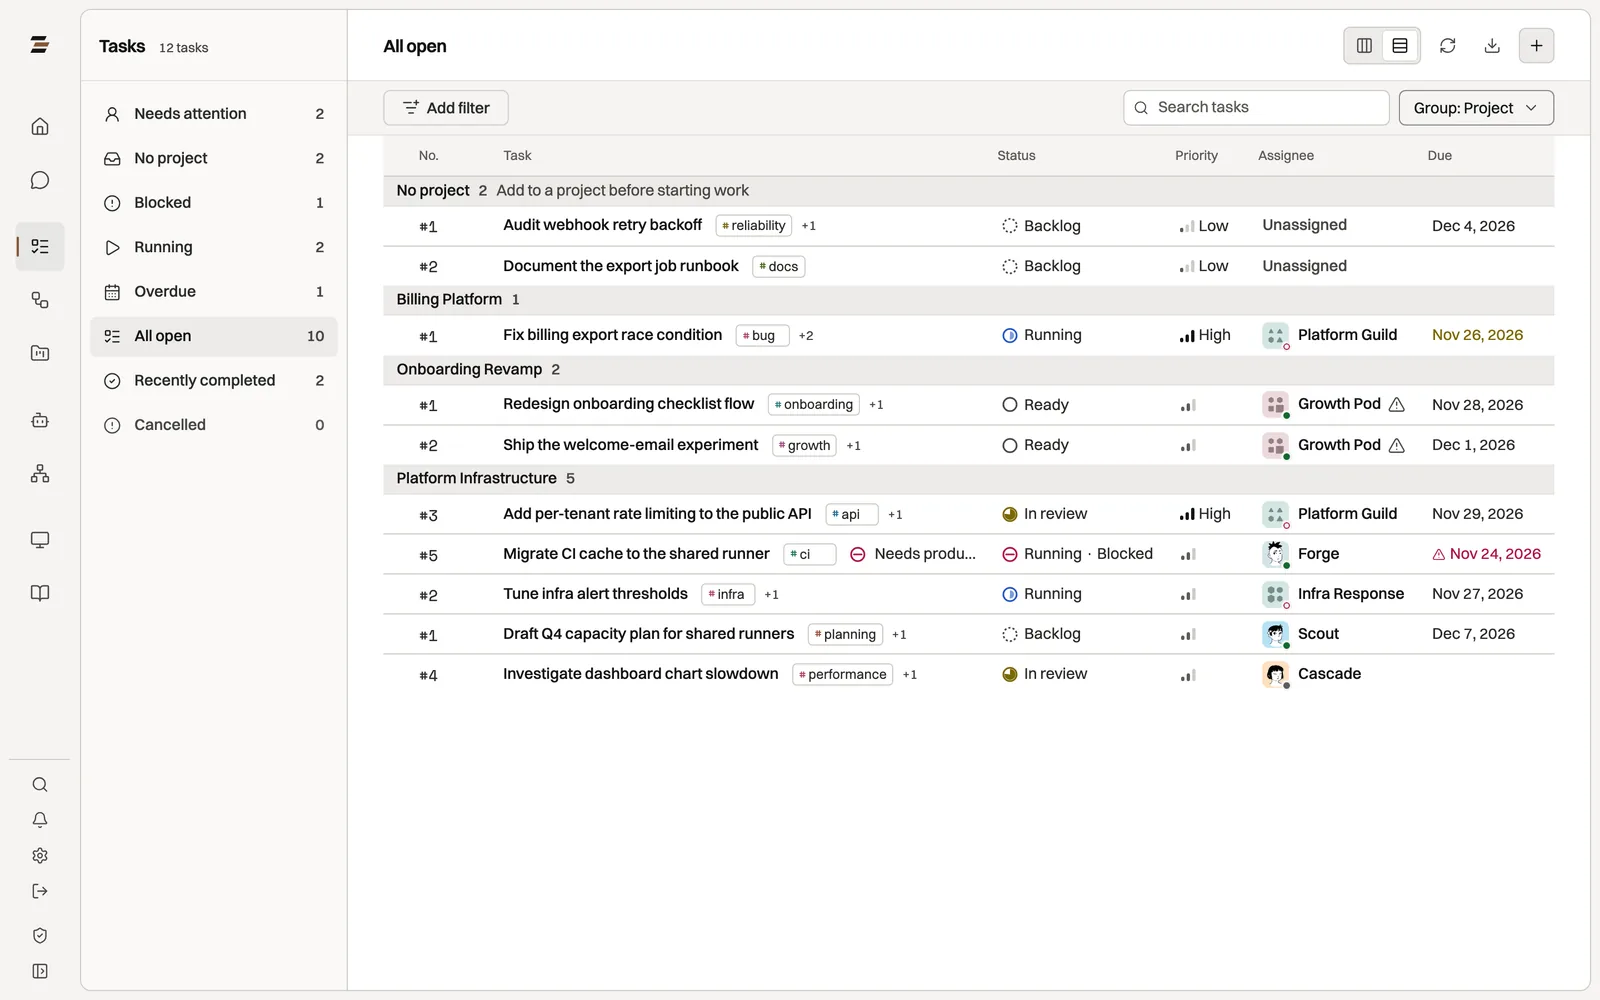 Tasks 12 tasks
Needs attention 2
No project 2
Blocked 1
Running 2
Overdue 1
All open 10
Recently completed 2
Cancelled 0
All open
Add filter
Search tasks
Group: Project
No. Task Status Priority Assignee Due
No project 2 Add to a project before starting work
#1 Audit webhook retry backoff #reliability +1 Backlog Low Unassigned Dec 4, 2026
#2 Document the export job runbook #docs Backlog Low Unassigned
Billing Platform 1
#1 Fix billing export race condition #bug +2 Running High Platform Guild Nov 26, 2026
Onboarding Revamp 2
#1 Redesign onboarding checklist flow #onboarding +1 Ready Growth Pod Nov 28, 2026
#2 Ship the welcome-email experiment #growth +1 Ready Growth Pod Dec 1, 2026
Platform Infrastructure 5
#3 Add per-tenant rate limiting to the public API #api +1 In review High Platform Guild Nov 29, 2026
#5 Migrate CI cache to the shared runner #ci Needs produ... Running · Blocked Forge Nov 24, 2026
#2 Tune infra alert thresholds #infra +1 Running Infra Response Nov 27, 2026
#1 Draft Q4 capacity plan for shared runners #planning +1 Backlog Scout Dec 7, 2026
#4 Investigate dashboard chart slowdown #performance +1 In review Cascade